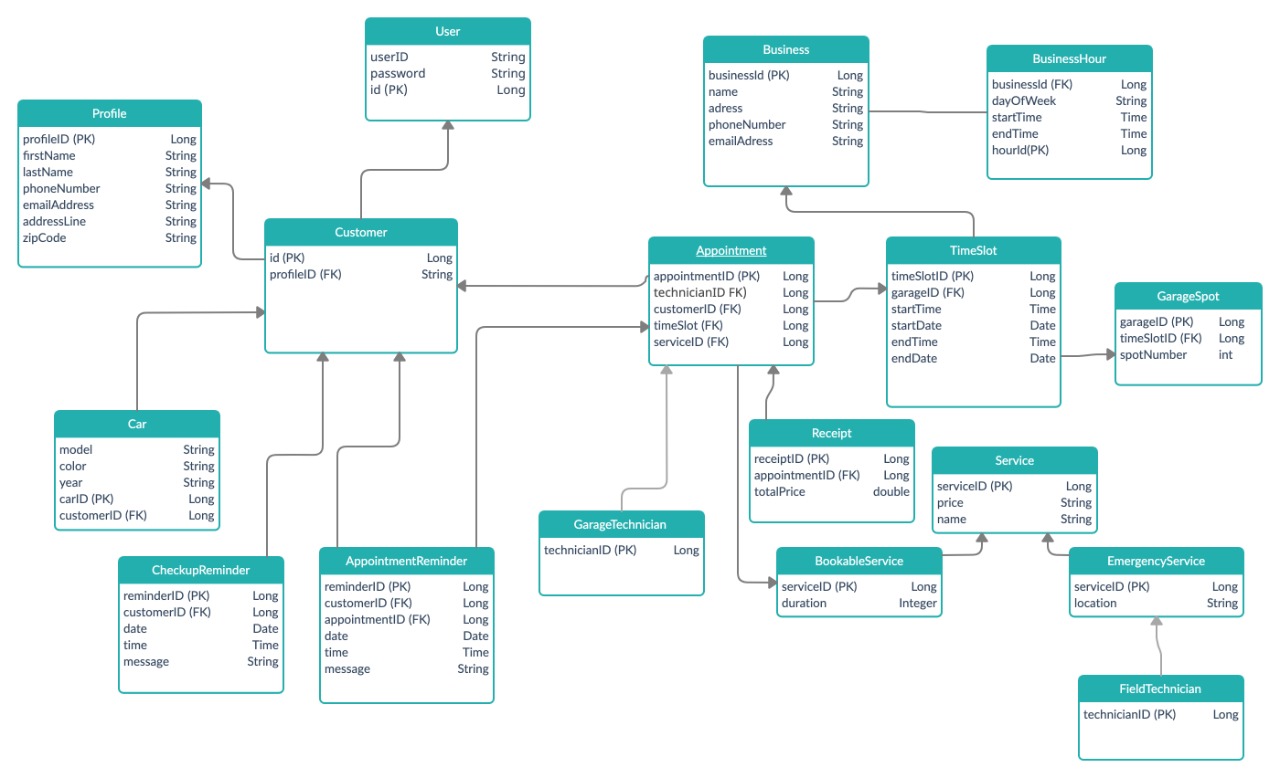 User
userID String
password String
id (PK) Long
Business
businessId (PK) Long
name String
adress String
phoneNumber String
emailAdress String
BusinessHour
businessId (FK) Long
dayOfWeek String
startTime Time
endTime Time
hourId(PK) Long
Profile
profileID (PK) Long
firstName String
lastName String
phoneNumber String
emailAddress String
addressLine String
zipCode String
Customer
id (PK) Long
profileID (FK) String
Appointment
appointmentID (PK) Long
technicianID FK) Long
customerID (FK) Long
timeSlot (FK) Long
serviceID (FK) Long
TimeSlot
timeSlotID (PK) Long
garageID (FK) Long
startTime Time
startDate Date
endTime Time
endDate Date
GarageSpot
garageID (PK) Long
timeSlotID (FK) Long
spotNumber int
Car
model String
color String
year String
carID (PK) Long
customerID (FK) Long
Receipt
receiptID (PK) Long
appointmentID (FK) Long
totalPrice double
Service
serviceID (PK) Long
price String
name String
GarageTechnician
technicianID (PK) Long
CheckupReminder
reminderID (PK) Long
customerID (FK) Long
date Date
time Time
message String
AppointmentReminder
reminderID (PK) Long
customerID (FK) Long
appointmentID (FK) Long
date Date
time Time
message String
BookableService
serviceID (PK) Long
duration Integer
EmergencyService
serviceID (PK) Long
location String
FieldTechnician
technicianID (PK) Long